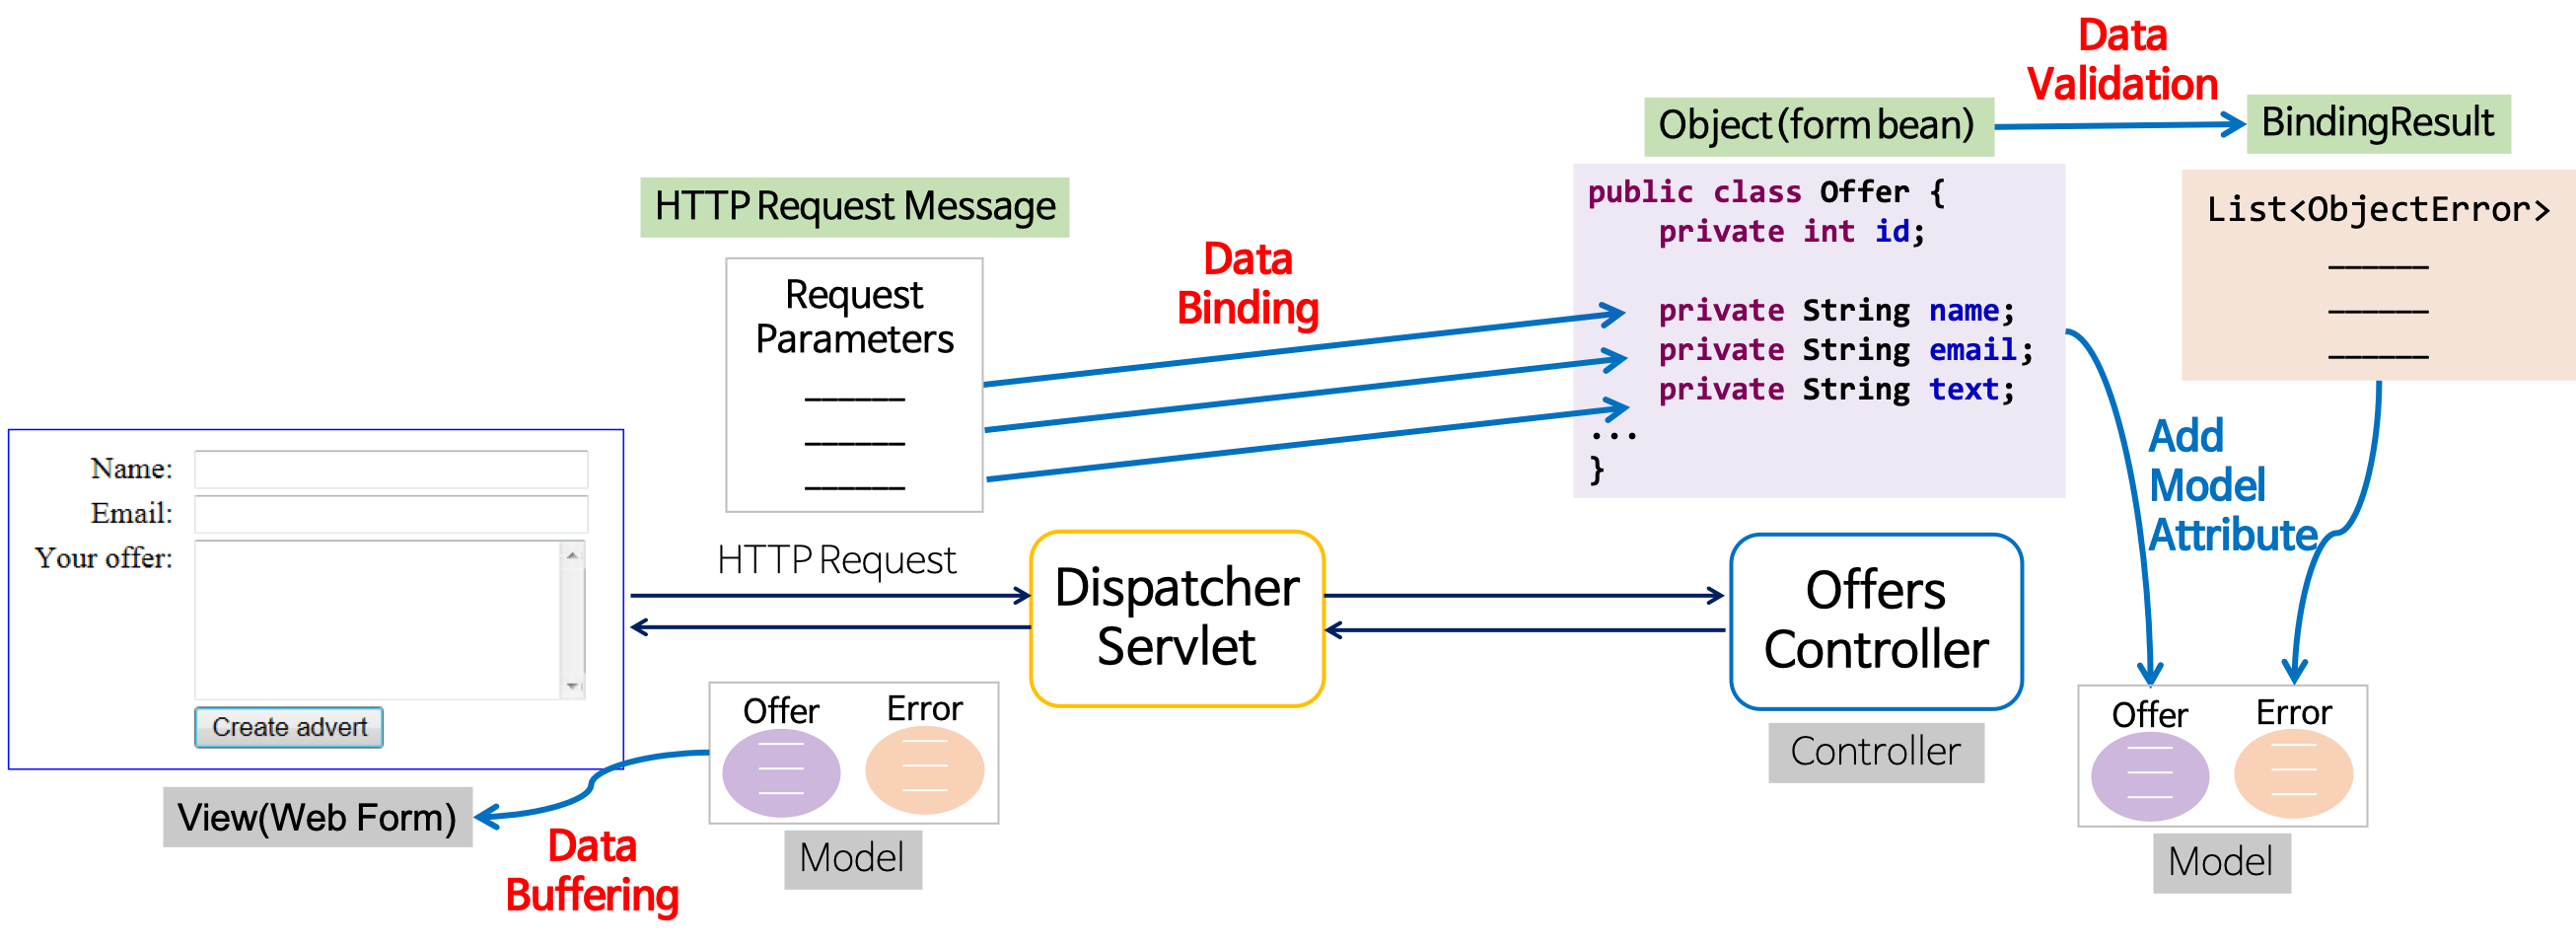 Data
Validation
Object (form bean)
BindingResult
HTTP Request Message
public class Offer {
private int id;
private String name;
private String email;
private String text;
...
}
List<ObjectError>
______
______
______
Request
Parameters
______
______
______
Data
Binding
Add
Model
Attribute
Name:
Email:
Your offer:
Create advert
View(Web Form)
HTTP Request
Dispatcher
Servlet
Offers
Controller
Controller
Offer
Error
Model
Data
Buffering
Offer
Error
Model